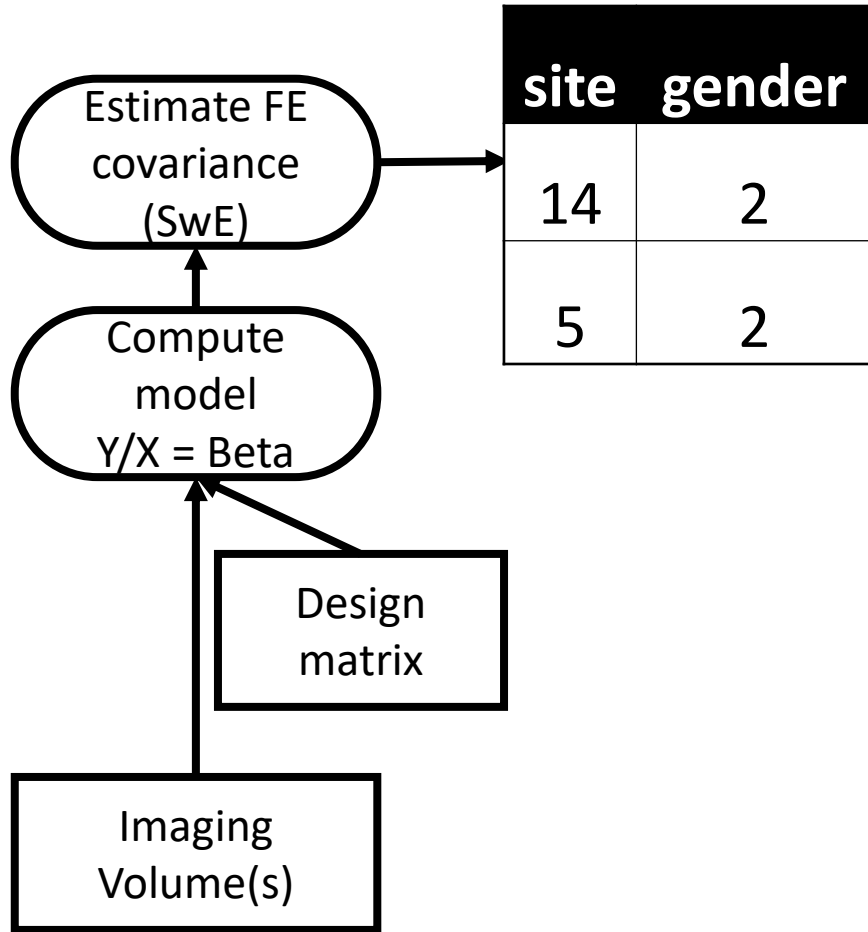 Estimate FE
covariance
(SwE)
site gender
14 2
5 2
Compute
model
Y/X = Beta
Design
matrix
Imaging
Volume(s)